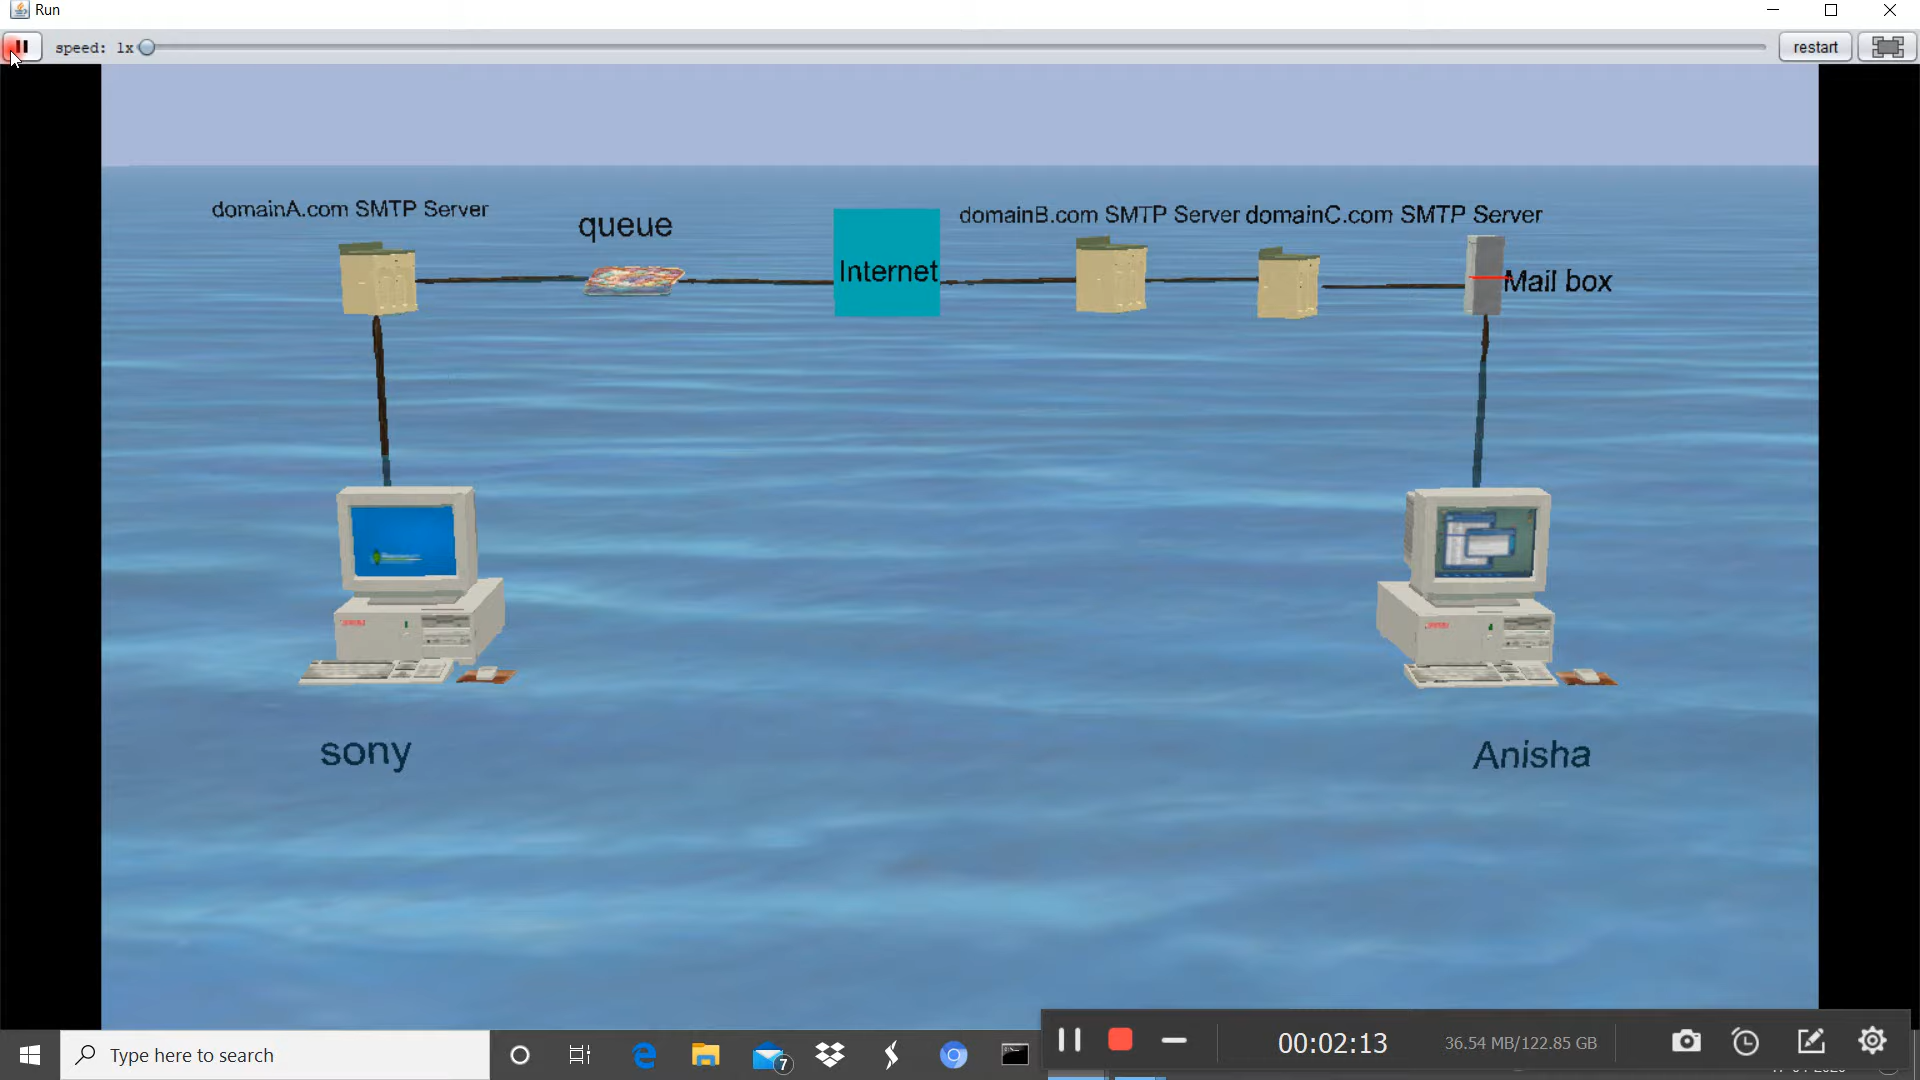 Run
speed: 1x
restart
domainA.com SMTP Server
queue
Internet
domainB.com SMTP Server
domainC.com SMTP Server
Mail box
sony
Anisha
Type here to search
7
00:02:13
36.54 MB/122.85 GB